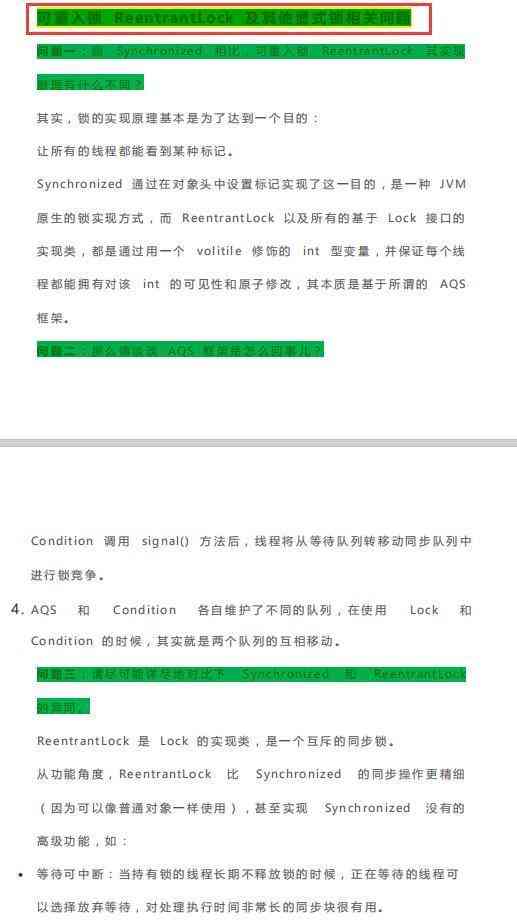 可重入锁 ReentrantLock 及其他显式锁相关问题
问题一：跟 Synchronized 相比，可重入锁 ReentrantLock 其实现
原理有什么不同？
其实，锁的实现原理基本是为了达到一个目的：
让所有的线程都能看到某种标记。
Synchronized 通过在对象头中设置标记实现了这一目的，是一种 JVM
原生的锁实现方式，而 ReentrantLock 以及所有的基于 Lock 接口的
实现类，都是通过用一个 volitile 修饰的 int 型变量，并保证每个线
程都能拥有对该 int 的可见性和原子修改，其本质是基于所谓的 AQS
框架。
问题二：那么请谈谈 AQS 框架是怎么回事儿？
Condition 调用 signal() 方法后，线程将从等待队列转移动同步队列中
进行锁竞争。
4. AQS 和 Condition 各自维护了不同的队列，在使用 Lock 和
Condition 的时候，其实就是两个队列的互相移动。
问题三：请尽可能详尽地对比下 Synchronized 和 ReentrantLock
的异同。
ReentrantLock 是 Lock 的实现类，是一个互斥的同步锁。
从功能角度，ReentrantLock 比 Synchronized 的同步操作更精细
（因为可以像普通对象一样使用），甚至实现 Synchronized 没有的
高级功能，如：
• 等待可中断：当持有锁的线程长期不释放锁的时候，正在等待的线程可
以选择放弃等待，对处理执行时间非常长的同步块很有用。